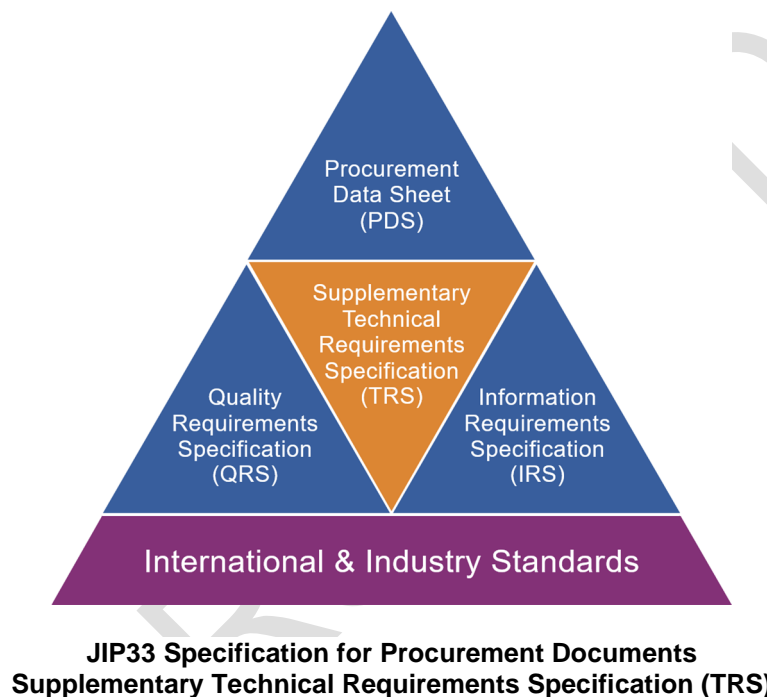 Procurement
Data Sheet
(PDS)
Supplementary
Technical
Requirements
Specification
(TRS)
Quality
Requirements
Specification
(QRS)
Information
Requirements
Specification
(IRS)
International & Industry Standards
JIP33 Specification for Procurement Documents
Supplementary Technical Requirements Specification (TRS)